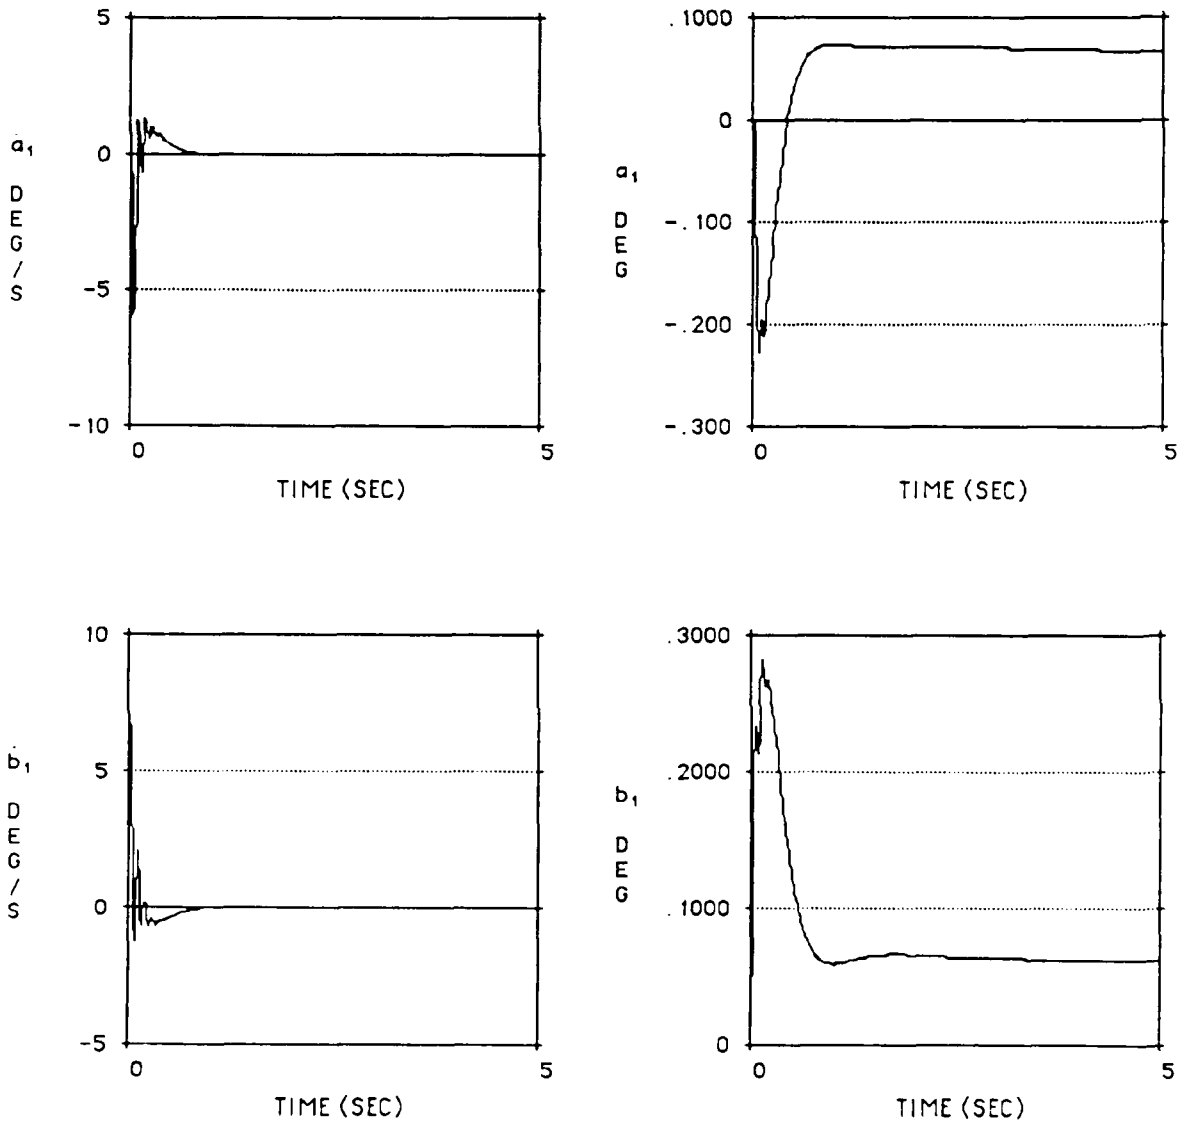 5
0
-5
-10
ȧ₁
DEG/S
0
5
TIME (SEC)
.1000
0
-.100
-.200
-.300
a₁
DEG
0
5
TIME (SEC)
10
5
0
-5
ḃ₁
DEG/S
0
5
TIME (SEC)
.3000
.2000
.1000
0
b₁
DEG
0
5
TIME (SEC)